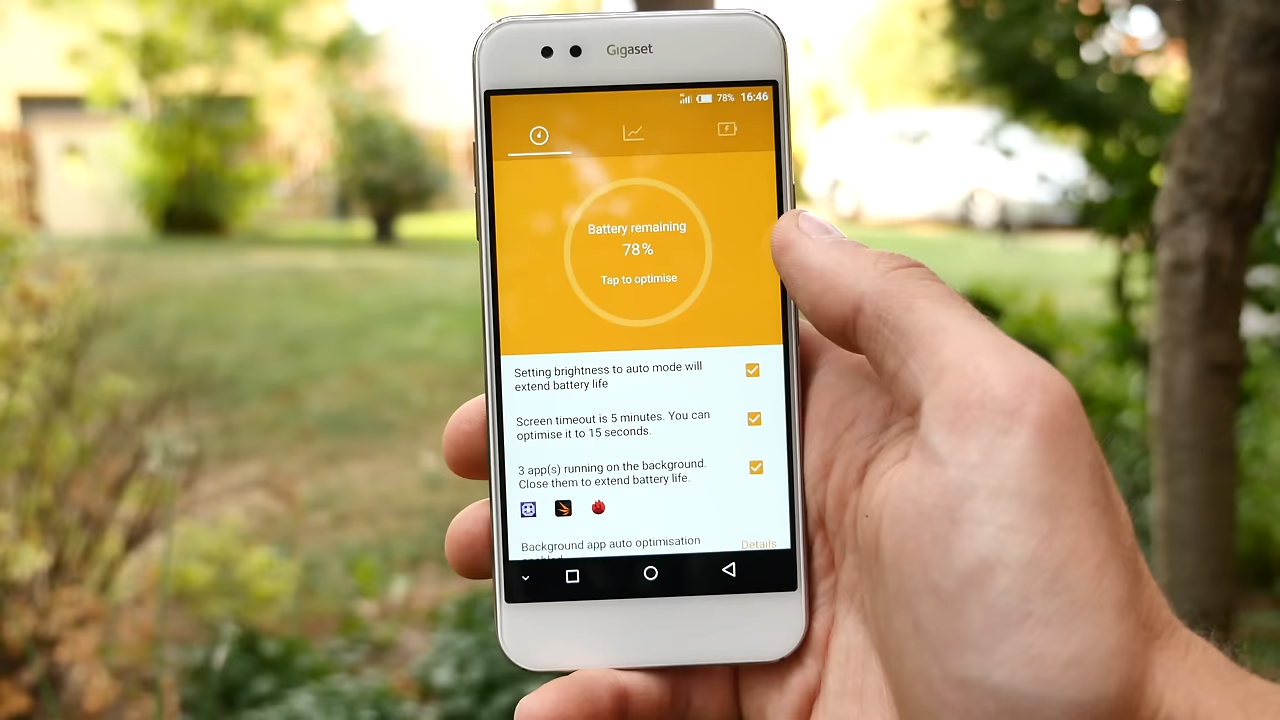 Gigaset
78% 16:46
Battery remaining
78%
Tap to optimise
Setting brightness to auto mode will
extend battery life
Screen timeout is 5 minutes. You can
optimise it to 15 seconds.
3 app(s) running on the background.
Close them to extend battery life.
Background app auto optimisation
Details